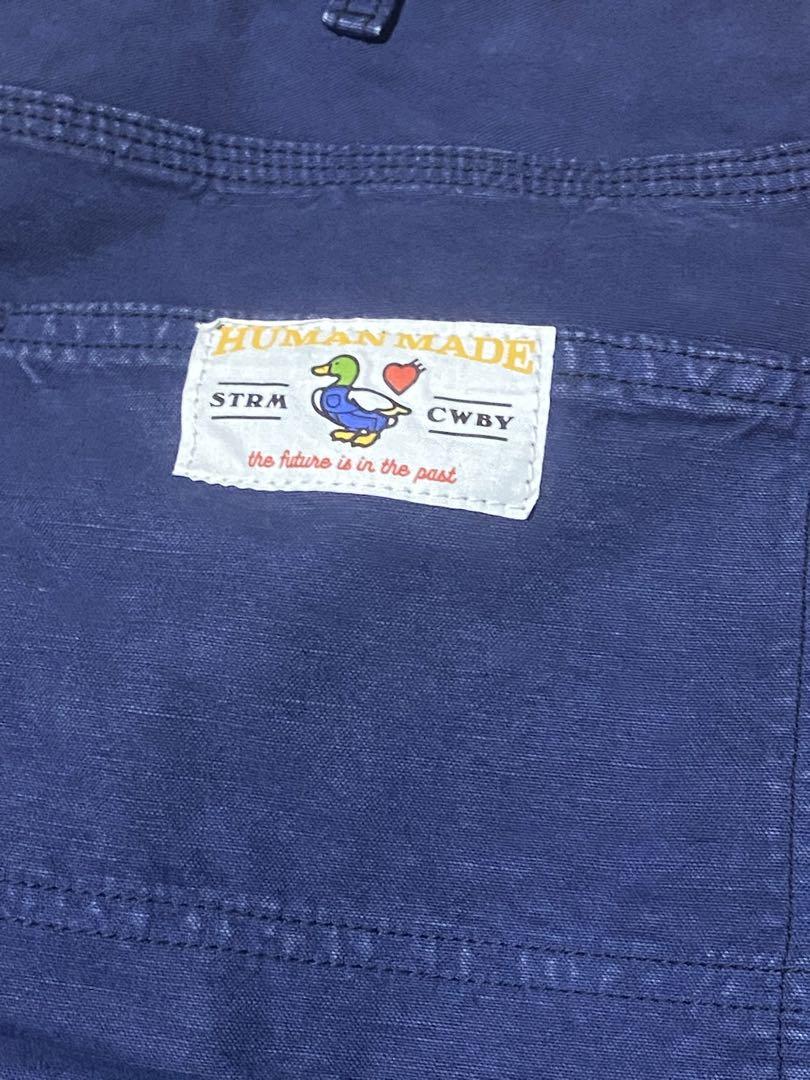 HUMAN MADE
STRM CWBY
the future is in the past